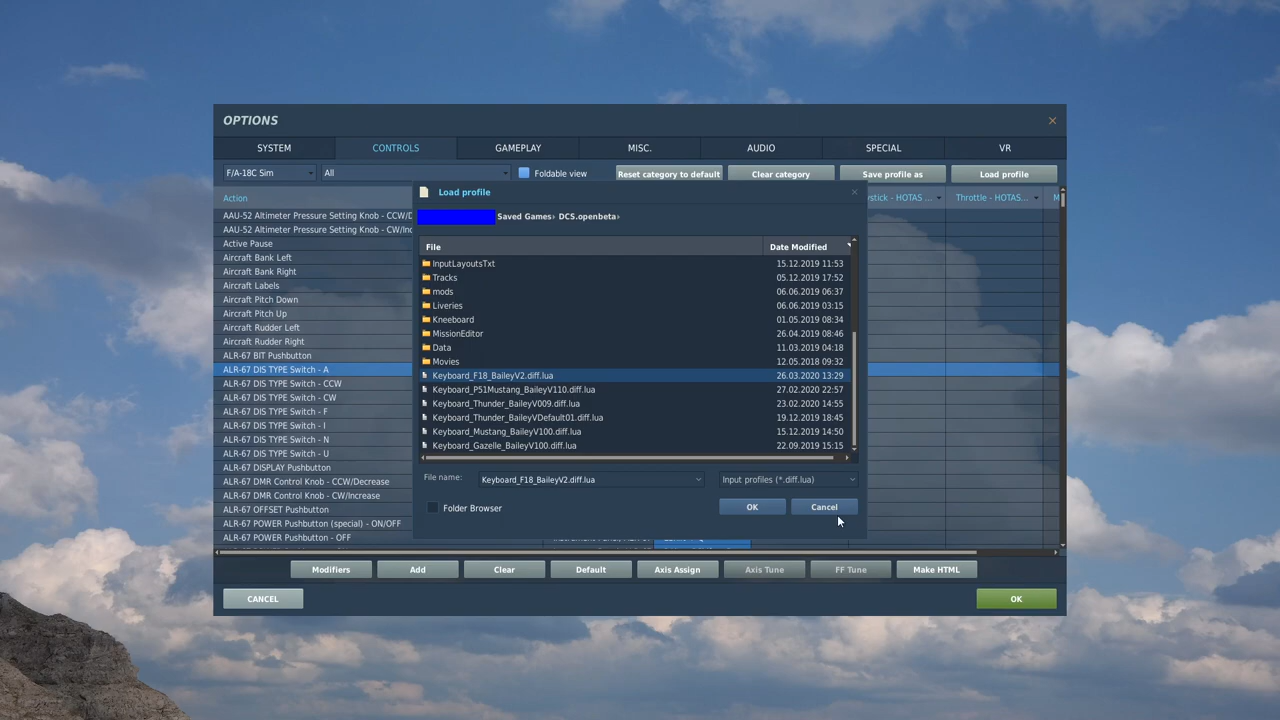 OPTIONS
SYSTEM CONTROLS GAMEPLAY MISC. AUDIO SPECIAL VR
F/A-18C Sim All Foldable view Reset category to default Clear category Save profile as Load profile
Load profile
Saved Games› DCS.openbeta›
Action
stick - HOTAS ... Throttle - HOTAS... M
File Date Modified
InputLayoutsTxt 15.12.2019 11:53
Tracks 05.12.2019 17:52
mods 06.06.2019 06:37
Liveries 06.06.2019 03:15
Kneeboard 01.05.2019 08:34
MissionEditor 26.04.2019 08:46
Data 11.03.2019 04:18
Movies 12.05.2018 09:32
Keyboard_F18_BaileyV2.diff.lua 26.03.2020 13:29
Keyboard_P51Mustang_BaileyV110.diff.lua 27.02.2020 22:57
Keyboard_Thunder_BaileyV009.diff.lua 23.02.2020 14:55
Keyboard_Thunder_BaileyVDefault01.diff.lua 19.12.2019 18:45
Keyboard_Mustang_BaileyV100.diff.lua 15.12.2019 14:50
Keyboard_Gazelle_BaileyV100.diff.lua 22.09.2019 15:15
File name: Keyboard_F18_BaileyV2.diff.lua Input profiles (*.diff.lua)
Folder Browser OK Cancel
AAU-52 Altimeter Pressure Setting Knob - CCW/D
AAU-52 Altimeter Pressure Setting Knob - CW/Inc
Active Pause
Aircraft Bank Left
Aircraft Bank Right
Aircraft Labels
Aircraft Pitch Down
Aircraft Pitch Up
Aircraft Rudder Left
Aircraft Rudder Right
ALR-67 BIT Pushbutton
ALR-67 DIS TYPE Switch - A
ALR-67 DIS TYPE Switch - CCW
ALR-67 DIS TYPE Switch - CW
ALR-67 DIS TYPE Switch - F
ALR-67 DIS TYPE Switch - I
ALR-67 DIS TYPE Switch - N
ALR-67 DIS TYPE Switch - U
ALR-67 DISPLAY Pushbutton
ALR-67 DMR Control Knob - CCW/Decrease
ALR-67 DMR Control Knob - CW/Increase
ALR-67 OFFSET Pushbutton
ALR-67 POWER Pushbutton (special) - ON/OFF
ALR-67 POWER Pushbutton - OFF
Modifiers Add Clear Default Axis Assign Axis Tune FF Tune Make HTML
CANCEL OK